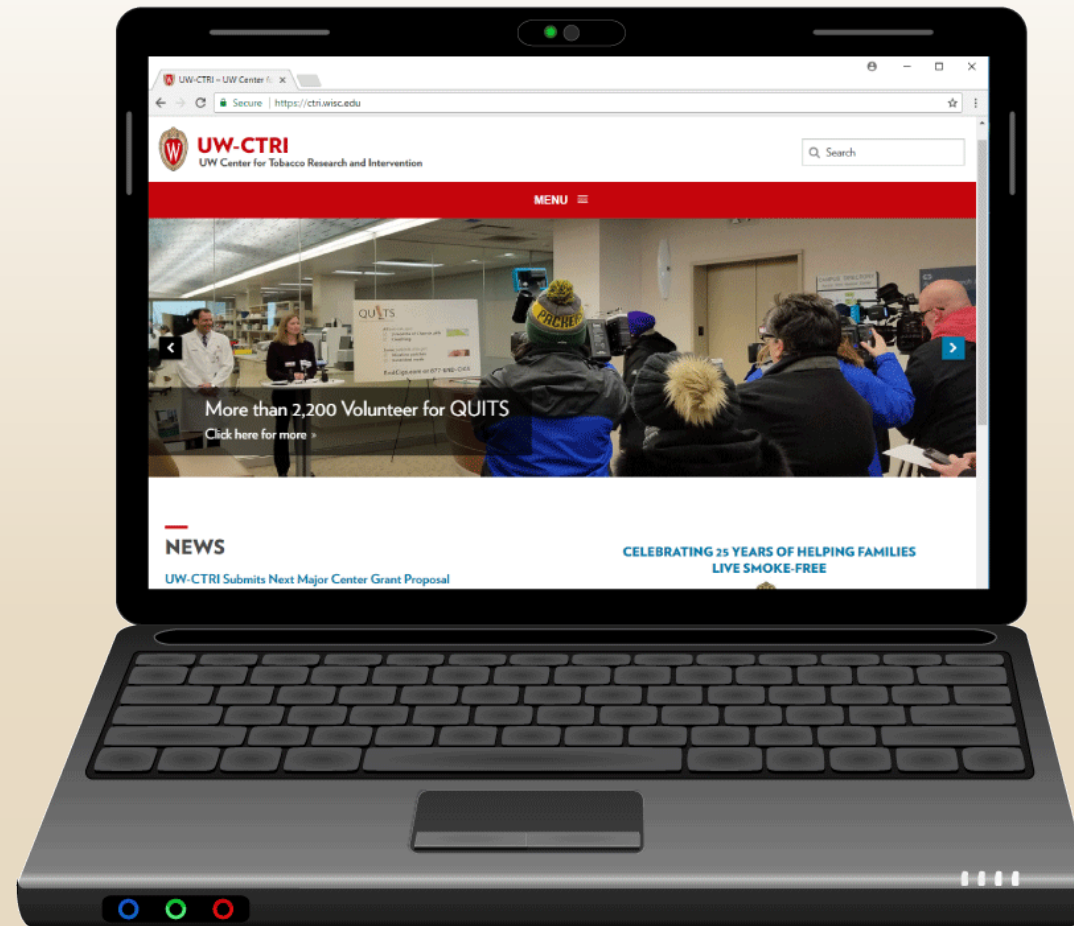 UW-CTRI – UW Center f
Secure | https://ctri.wisc.edu
UW-CTRI
UW Center for Tobacco Research and Intervention
Search
MENU
CAMPUS DIRECTORY
QUITS
PACKERS
More than 2,200 Volunteer for QUITS
Click here for more »
NEWS
UW-CTRI Submits Next Major Center Grant Proposal
CELEBRATING 25 YEARS OF HELPING FAMILIES
LIVE SMOKE-FREE